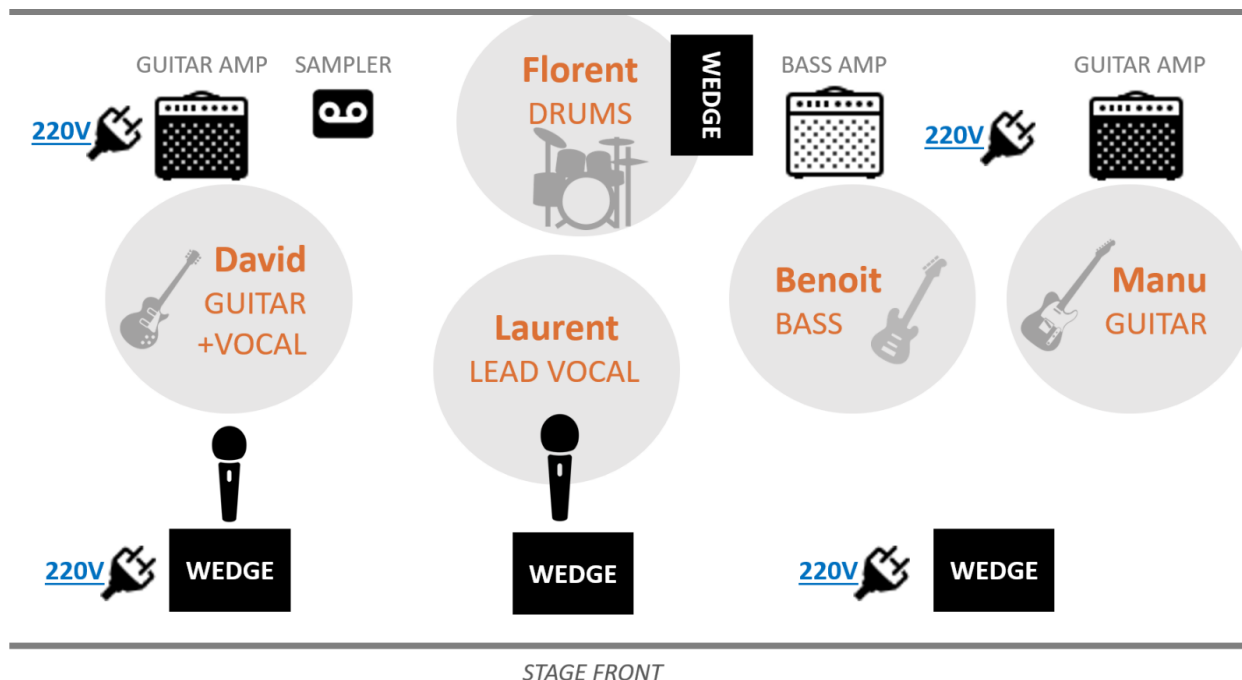 GUITAR AMP
SAMPLER
220V
Florent
DRUMS
WEDGE
BASS AMP
220V
GUITAR AMP
David
GUITAR
+VOCAL
Laurent
LEAD VOCAL
Benoit
BASS
Manu
GUITAR
220V
WEDGE
WEDGE
220V
WEDGE
STAGE FRONT